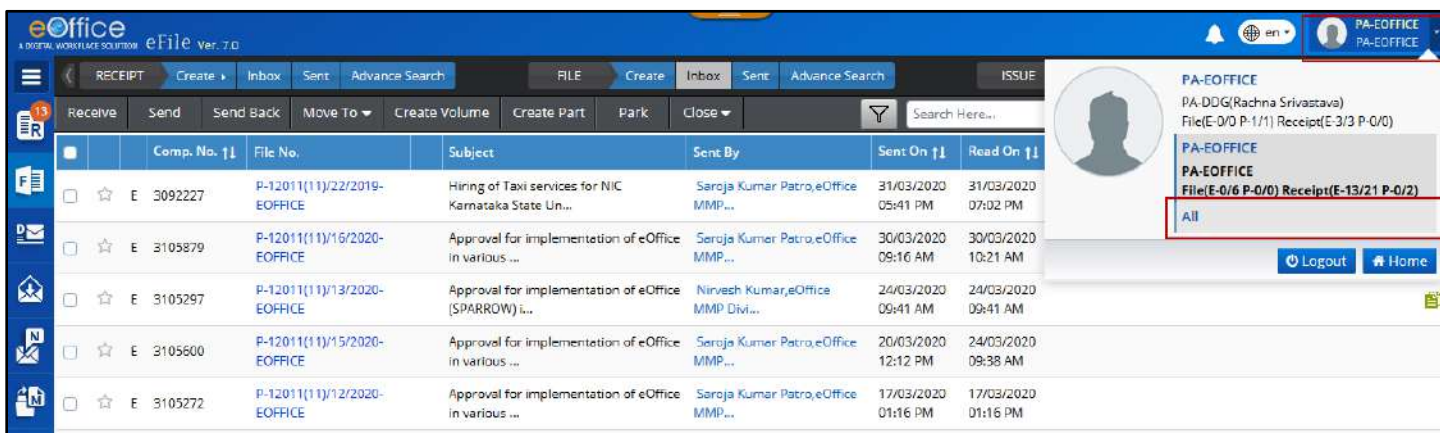 eOffice
A DIGITAL WORKPLACE SOLUTION eFile Ver. 7.0
en
PA-EOFFICE
PA-EOFFICE
RECEIPT Create Inbox Sent Advance Search FILE Create Inbox Sent Advance Search ISSUE
13
Receive Send Send Back Move To Create Volume Create Part Park Close Search Here...
Comp. No. File No. Subject Sent By Sent On Read On
E 3092227 P-12011(11)/22/2019- Hiring of Taxi services for NIC Saroja Kumar Patro,eOffice 31/03/2020 31/03/2020
EOFFICE Karnataka State Un... MMP... 05:41 PM 07:02 PM
E 3105879 P-12011(11)/16/2020- Approval for implementation of eOffice Saroja Kumar Patro,eOffice 30/03/2020 30/03/2020
EOFFICE in various ... MMP... 09:16 AM 10:21 AM
E 3105297 P-12011(11)/13/2020- Approval for implementation of eOffice Nirvesh Kumar,eOffice 24/03/2020 24/03/2020
EOFFICE (SPARROW) i... MMP Divi... 09:41 AM 09:41 AM
E 3105600 P-12011(11)/15/2020- Approval for implementation of eOffice Saroja Kumar Patro,eOffice 20/03/2020 24/03/2020
EOFFICE in various ... MMP... 12:12 PM 09:38 AM
E 3105272 P-12011(11)/12/2020- Approval for implementation of eOffice Saroja Kumar Patro,eOffice 17/03/2020 17/03/2020
EOFFICE in various ... MMP... 01:16 PM 01:16 PM
PA-EOFFICE
PA-DDG(Rachna Srivastava)
File(E-0/0 P-1/1) Receipt(E-3/3 P-0/0)
PA-EOFFICE
PA-EOFFICE
File(E-0/6 P-0/0) Receipt(E-13/21 P-0/2)
All
Logout Home
R
F
D
N
M